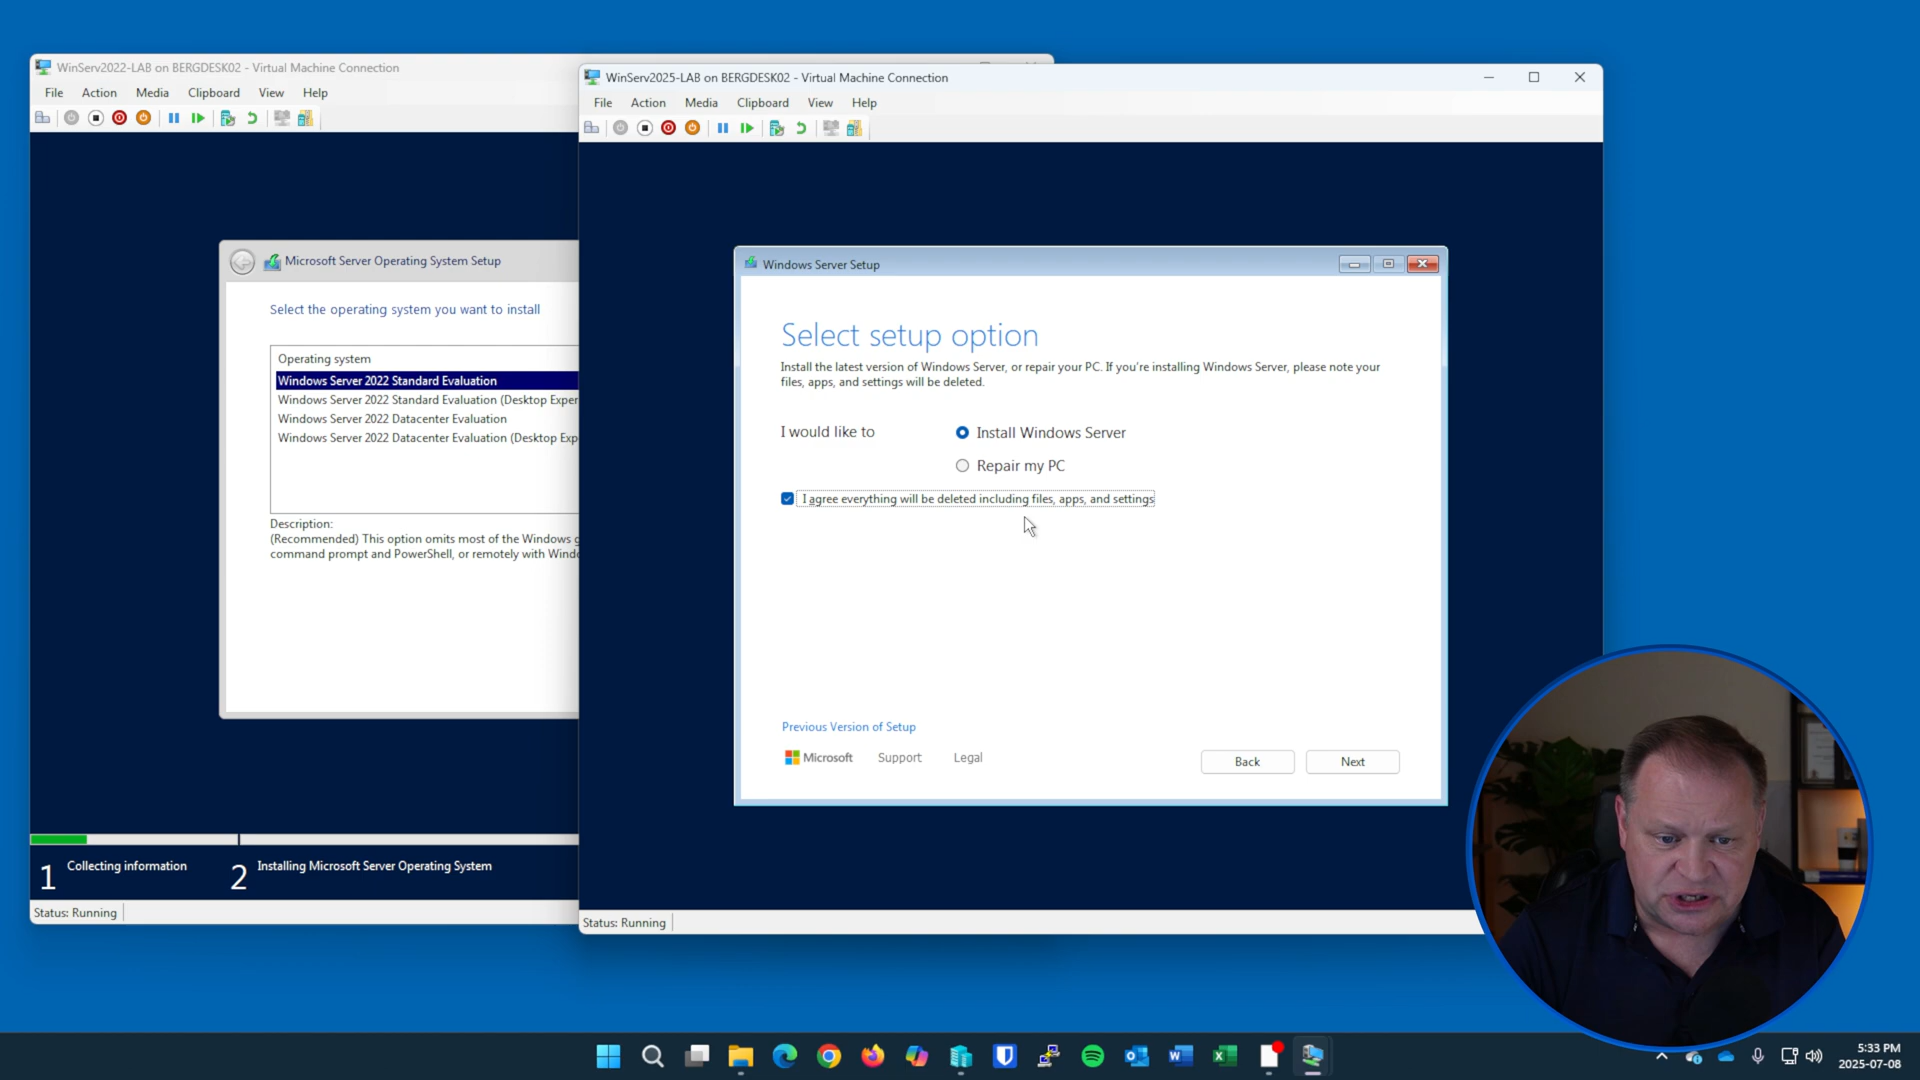 WinServ2022-LAB on BERGDESK02 - Virtual Machine Connection
File Action Media Clipboard View Help
Microsoft Server Operating System Setup
Select the operating system you want to install
Operating system
Windows Server 2022 Standard Evaluation
Windows Server 2022 Standard Evaluation (Desktop Exper
Windows Server 2022 Datacenter Evaluation
Windows Server 2022 Datacenter Evaluation (Desktop Exp
Description:
(Recommended) This option omits most of the Windows g
command prompt and PowerShell, or remotely with Windo
1 Collecting information
2 Installing Microsoft Server Operating System
Status: Running
WinServ2025-LAB on BERGDESK02 - Virtual Machine Connection
File Action Media Clipboard View Help
Windows Server Setup
Select setup option
Install the latest version of Windows Server, or repair your PC. If you're installing Windows Server, please note your
files, apps, and settings will be deleted.
I would like to
Install Windows Server
Repair my PC
I agree everything will be deleted including files, apps, and settings
Previous Version of Setup
Microsoft Support Legal
Back Next
Status: Running
5:33 PM
2025-07-08